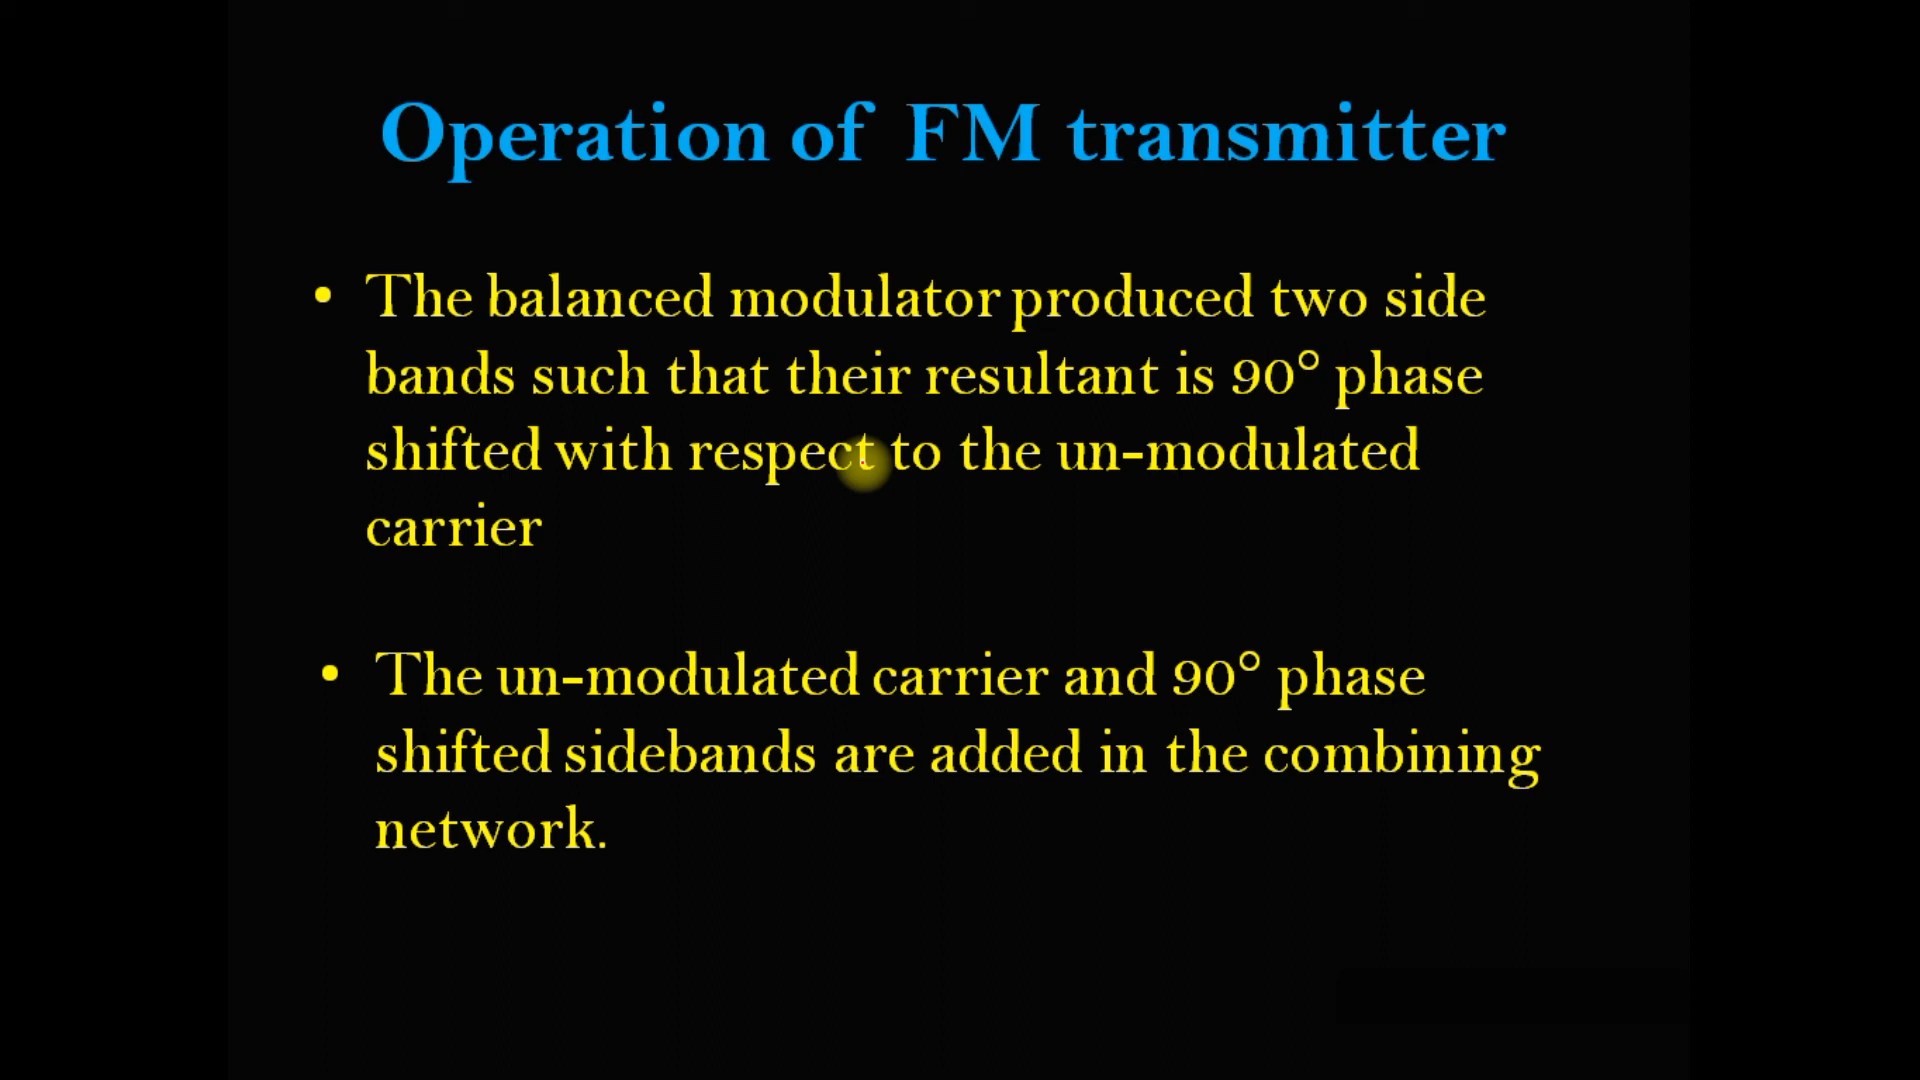 Operation of FM transmitter
• The balanced modulator produced two side
bands such that their resultant is 90° phase
shifted with respect to the un-modulated
carrier
• The un-modulated carrier and 90° phase
shifted sidebands are added in the combining
network.